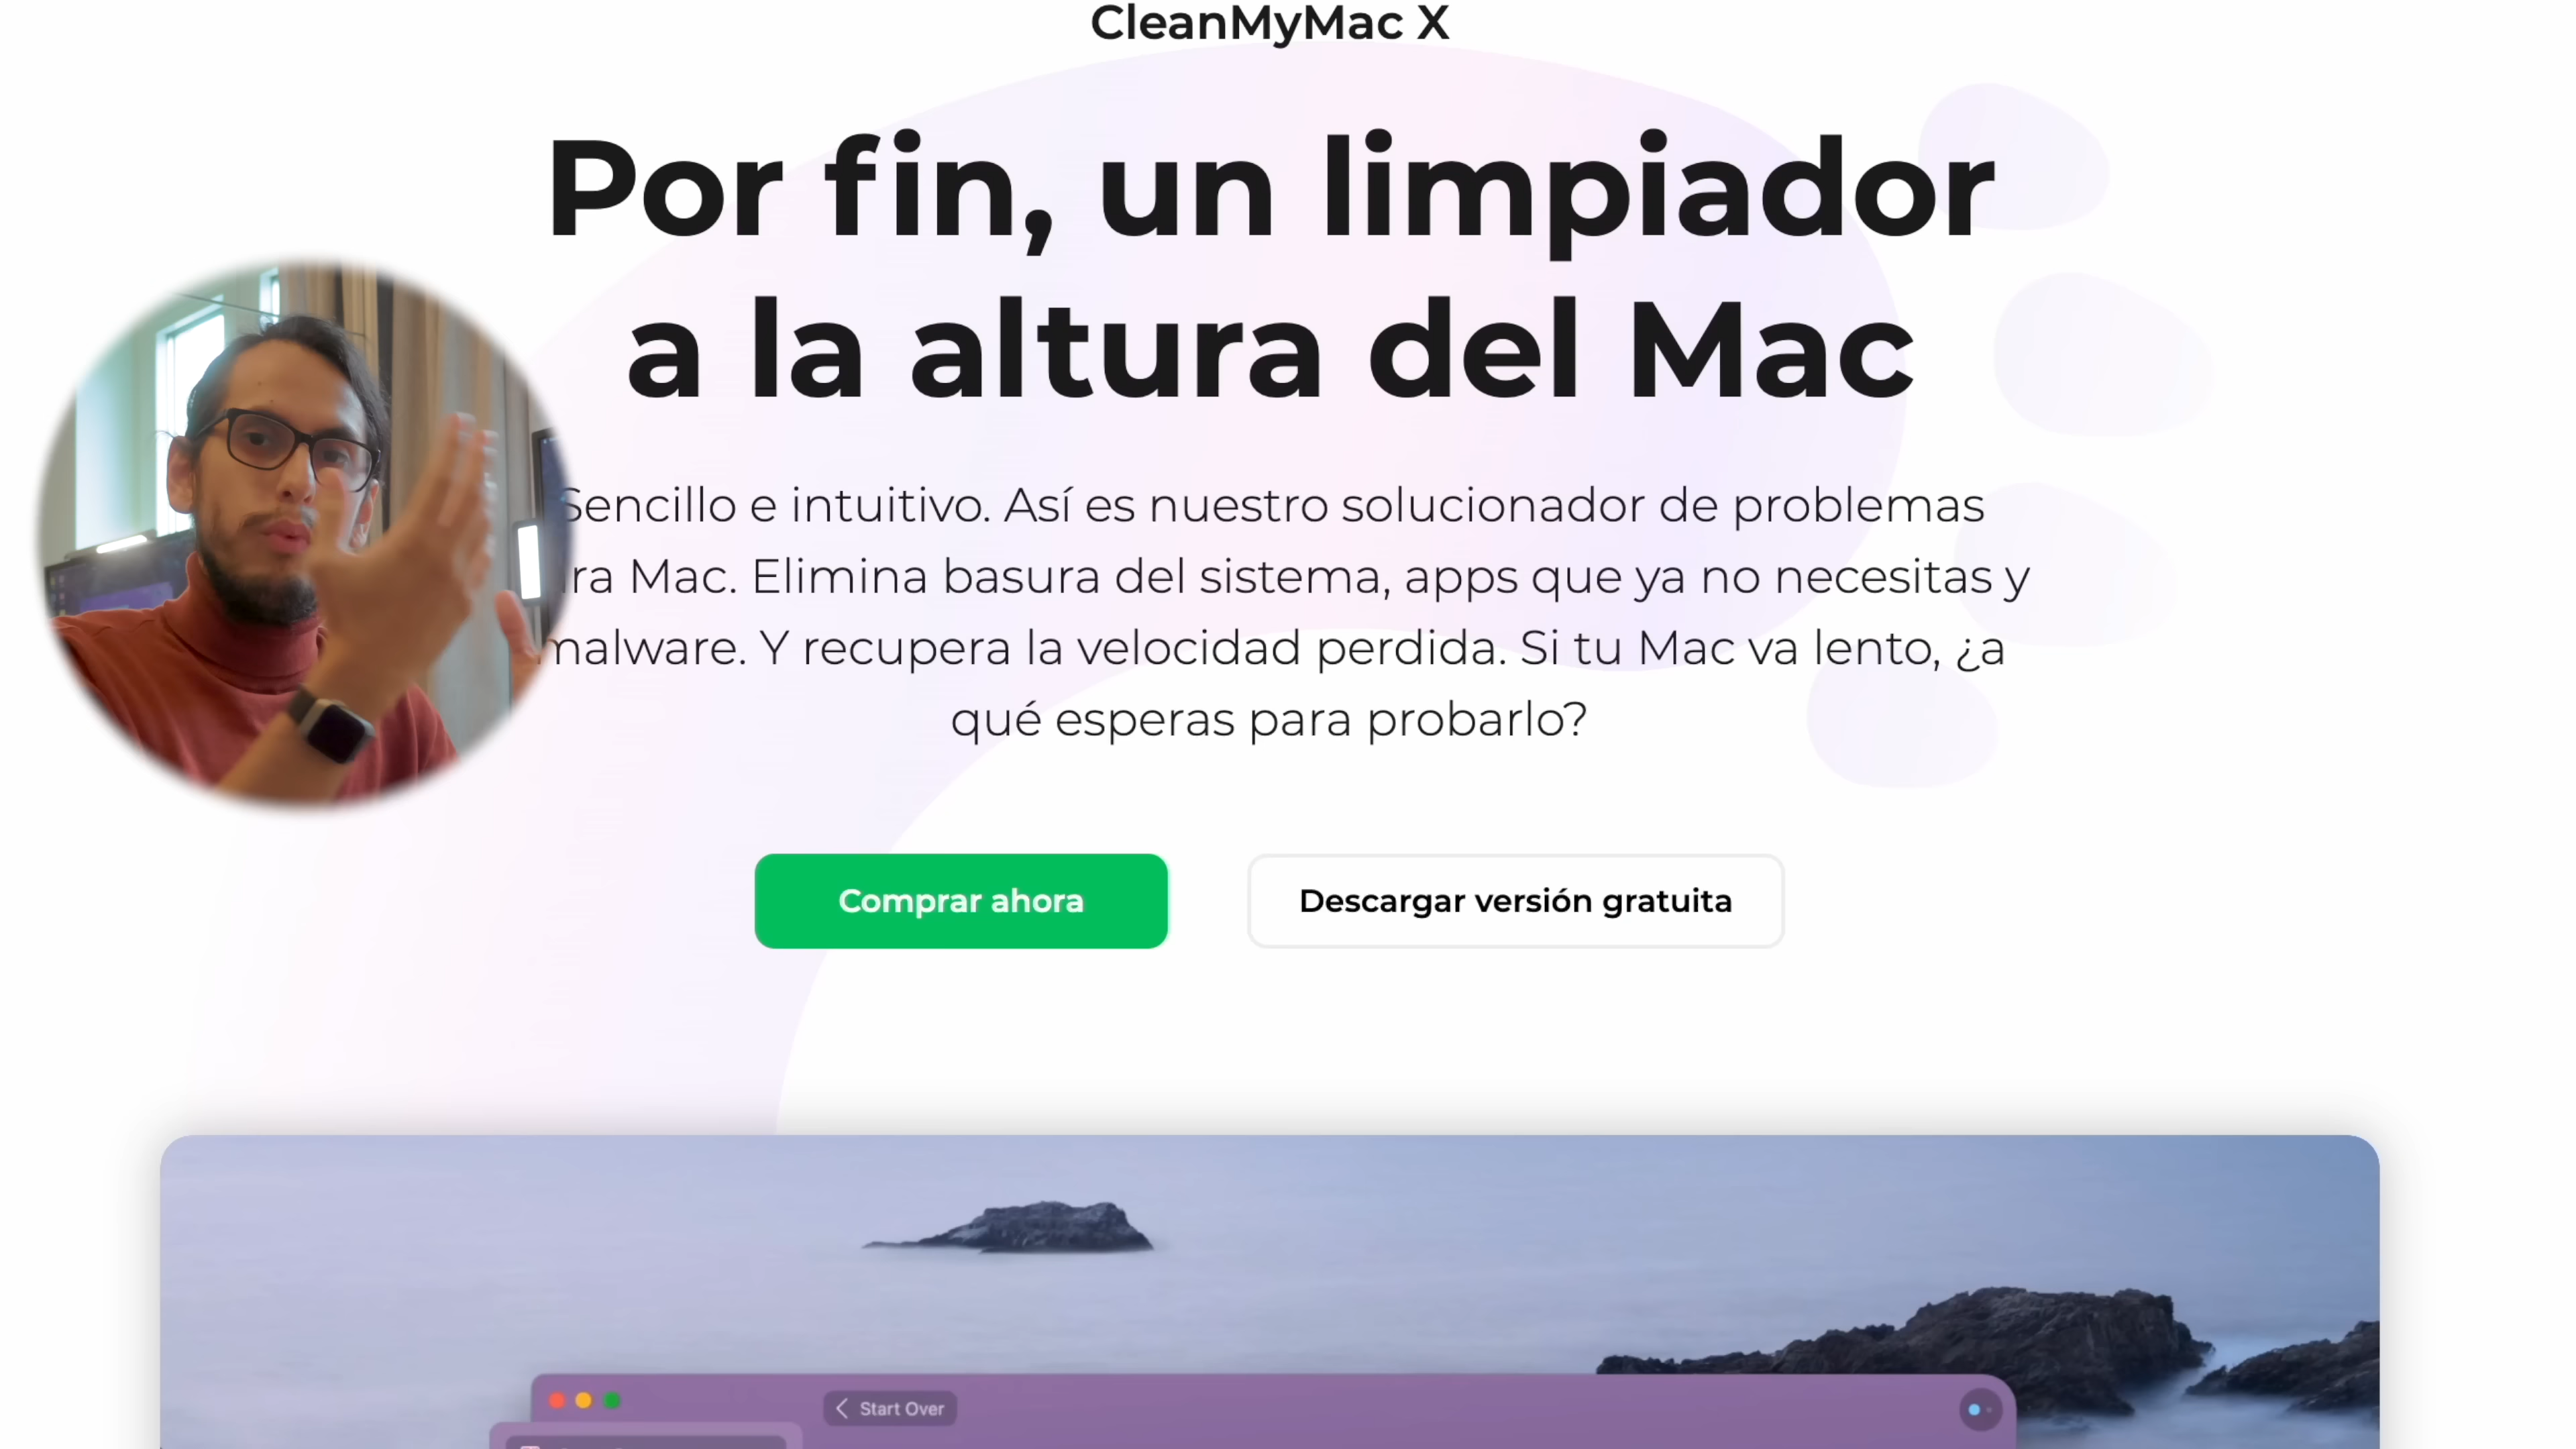 CleanMyMac X
Por fin, un limpiador
a la altura del Mac
Sencillo e intuitivo. Así es nuestro solucionador de problemas
Mac. Elimina basura del sistema, apps que ya no necesitas y
malware. Y recupera la velocidad perdida. Si tu Mac va lento, ¿a
qué esperas para probarlo?
Comprar ahora
Descargar versión gratuita
Start Over